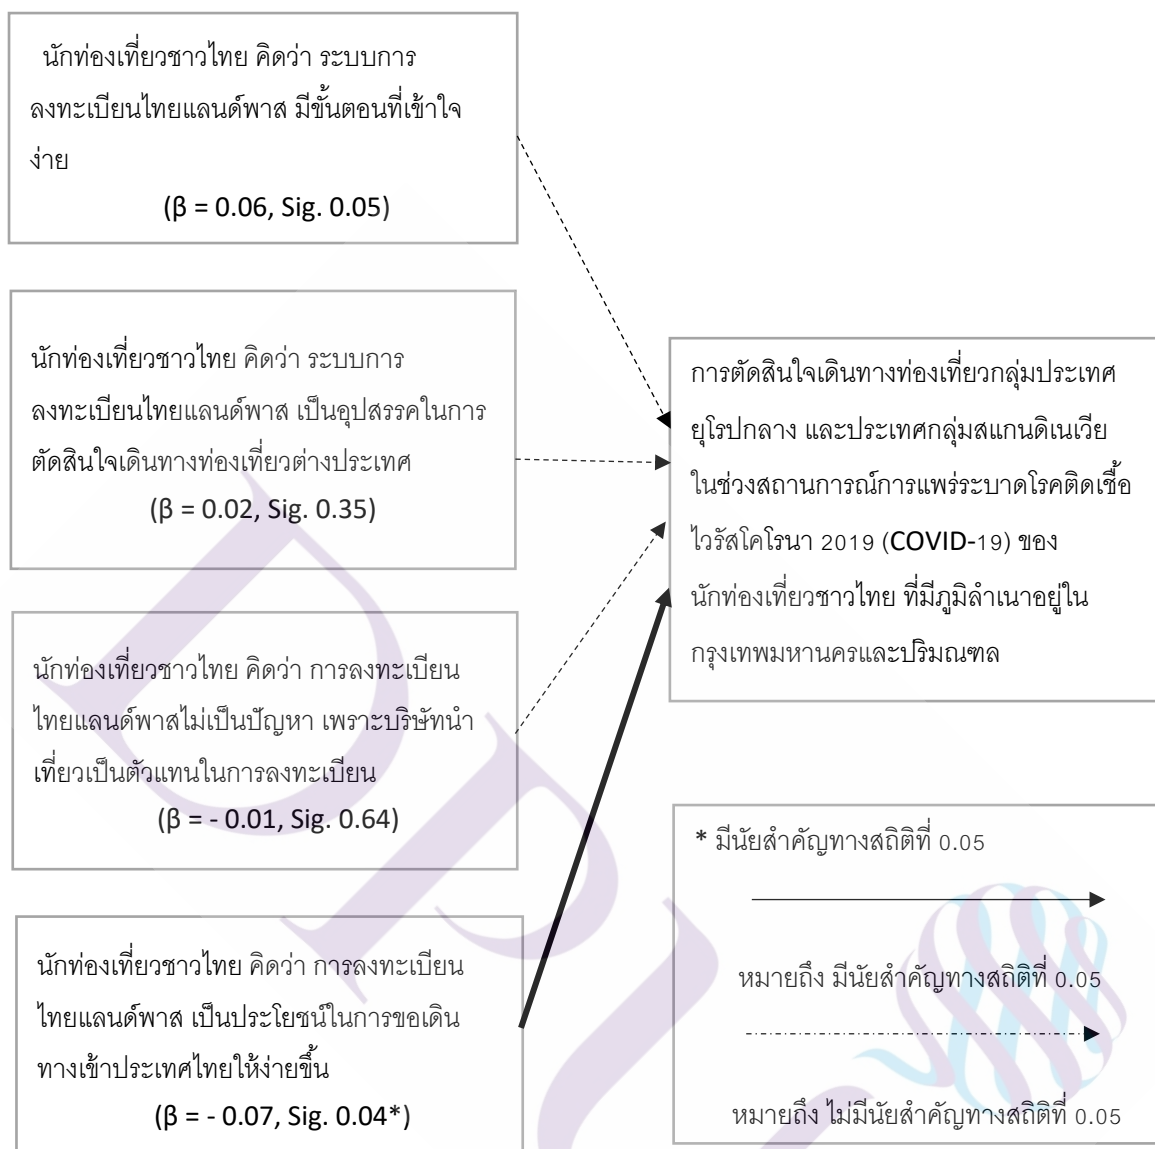 นักท่องเที่ยวชาวไทย คิดว่า ระบบการ
ลงทะเบียนไทยแลนด์พาส มีขั้นตอนที่เข้าใจ
ง่าย
(β = 0.06, Sig. 0.05)
นักท่องเที่ยวชาวไทย คิดว่า ระบบการ
ลงทะเบียนไทยแลนด์พาส เป็นอุปสรรคในการ
ตัดสินใจเดินทางท่องเที่ยวต่างประเทศ
(β = 0.02, Sig. 0.35)
นักท่องเที่ยวชาวไทย คิดว่า การลงทะเบียน
ไทยแลนด์พาสไม่เป็นปัญหา เพราะบริษัทนำ
เที่ยวเป็นตัวแทนในการลงทะเบียน
(β = - 0.01, Sig. 0.64)
นักท่องเที่ยวชาวไทย คิดว่า การลงทะเบียน
ไทยแลนด์พาส เป็นประโยชน์ในการขอเดิน
ทางเข้าประเทศไทยให้ง่ายขึ้น
(β = - 0.07, Sig. 0.04*)
การตัดสินใจเดินทางท่องเที่ยวกลุ่มประเทศ
ยุโรปกลาง และประเทศกลุ่มสแกนดิเนเวีย
ในช่วงสถานการณ์การแพร่ระบาดโรคติดเชื้อ
ไวรัสโคโรนา 2019 (COVID-19) ของ
นักท่องเที่ยวชาวไทย ที่มีภูมิลำเนาอยู่ใน
กรุงเทพมหานครและปริมณฑล
* มีนัยสำคัญทางสถิติที่ 0.05
หมายถึง มีนัยสำคัญทางสถิติที่ 0.05
หมายถึง ไม่มีนัยสำคัญทางสถิติที่ 0.05
DPU